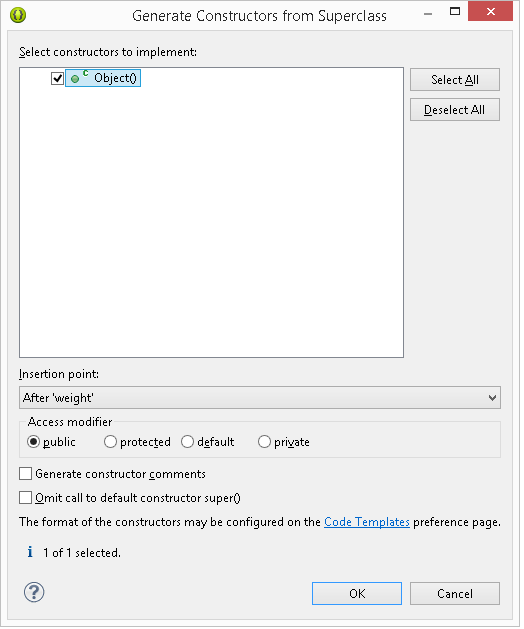 Generate Constructors from Superclass
Select constructors to implement:
C Object()
Select All
Deselect All
Insertion point:
After 'weight'
Access modifier
public protected default private
Generate constructor comments
Omit call to default constructor super()
The format of the constructors may be configured on the Code Templates preference page.
i 1 of 1 selected.
? OK Cancel